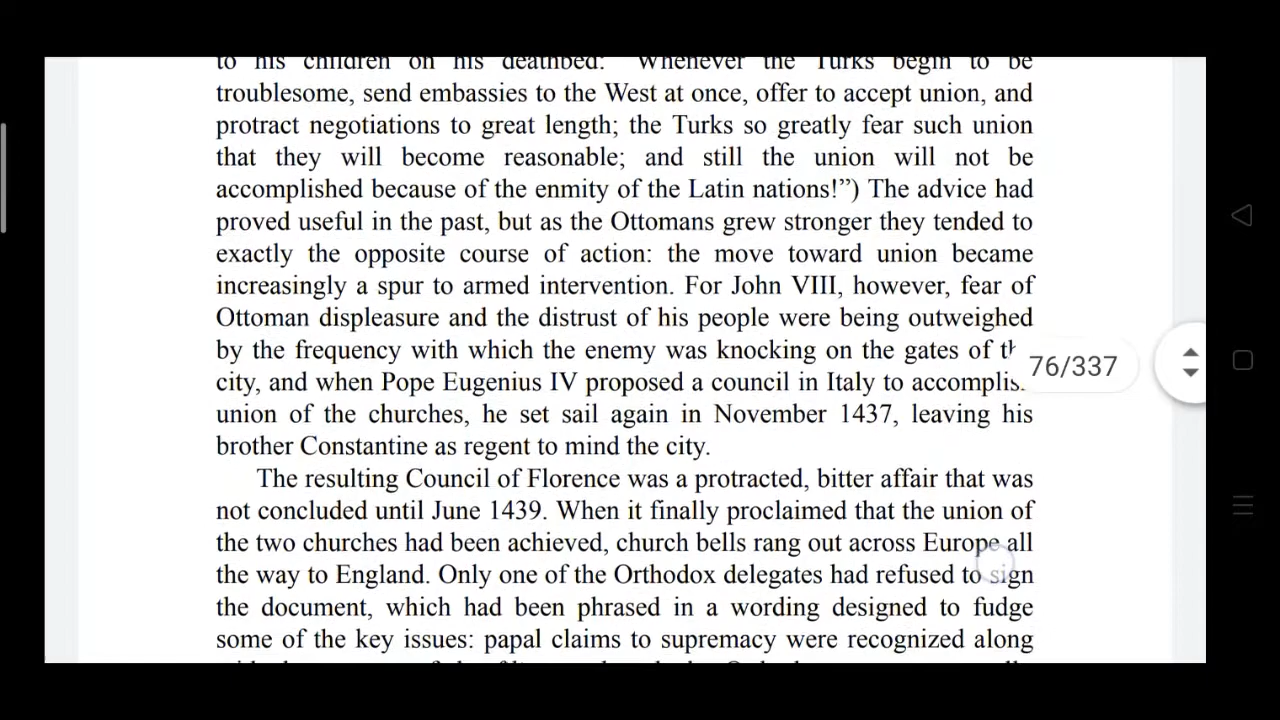 to his children on his deathbed: "Whenever the Turks begin to be
troublesome, send embassies to the West at once, offer to accept union, and
protract negotiations to great length; the Turks so greatly fear such union
that they will become reasonable; and still the union will not be
accomplished because of the enmity of the Latin nations!”) The advice had
proved useful in the past, but as the Ottomans grew stronger they tended to
exactly the opposite course of action: the move toward union became
increasingly a spur to armed intervention. For John VIII, however, fear of
Ottoman displeasure and the distrust of his people were being outweighed
by the frequency with which the enemy was knocking on the gates of
city, and when Pope Eugenius IV proposed a council in Italy to
76/337
union of the churches, he set sail again in November 1437, leaving his
brother Constantine as regent to mind the city.
The resulting Council of Florence was a protracted, bitter affair that was
not concluded until June 1439. When it finally proclaimed that the union of
the two churches had been achieved, church bells rang out across Europe all
the way to England. Only one of the Orthodox delegates had refused to sign
the document, which had been phrased in a wording designed to fudge
some of the key issues: papal claims to supremacy were recognized along